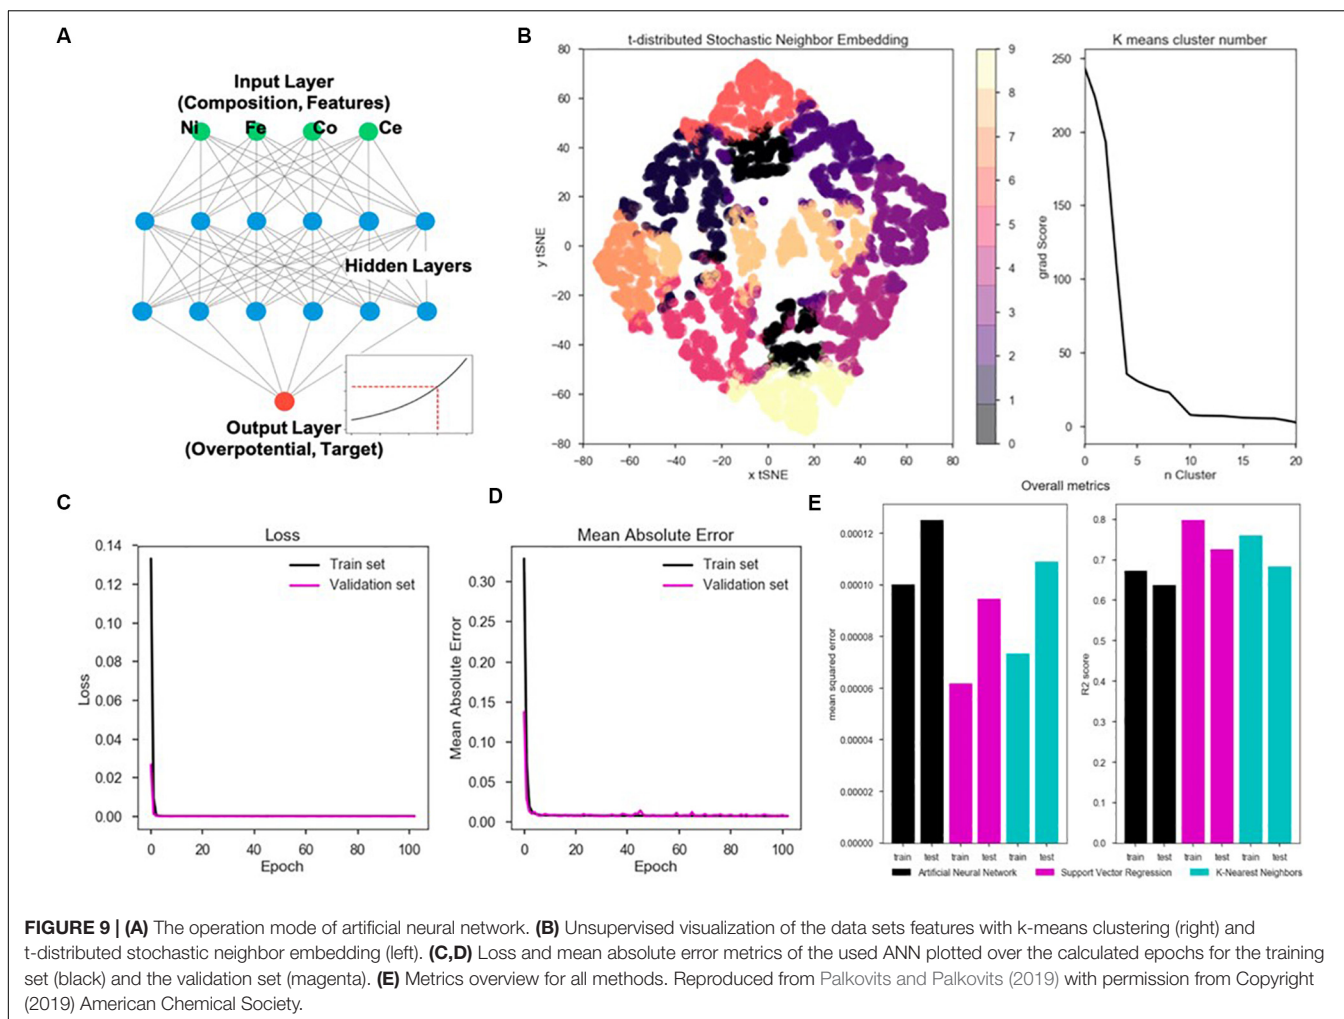 A
Input Layer
(Composition, Features)
Ni Fe Co Ce
Hidden Layers
Output Layer
(Overpotential, Target)
B
t-distributed Stochastic Neighbor Embedding
80
60
40
20
0
−20
−40
−60
−80
y tSNE
−80 −60 −40 −20 0 20 40 60 80
x tSNE
9
8
7
6
5
4
3
2
1
0
K means cluster number
250
200
150
100
50
0
grad Score
0 5 10 15 20
n Cluster
C
Loss
0.14
0.12
0.10
0.08
0.06
0.04
0.02
0.00
Loss
Train set
Validation set
0 20 40 60 80 100
Epoch
D
Mean Absolute Error
0.30
0.25
0.20
0.15
0.10
0.05
0.00
Mean Absolute Error
Train set
Validation set
0 20 40 60 80 100
Epoch
E
Overall metrics
0.00012
0.00010
0.00008
0.00006
0.00004
0.00002
0.00000
mean squared error
train test train test train test
0.8
0.7
0.6
0.5
0.4
0.3
0.2
0.1
0.0
R2 score
train test train test train test
Artificial Neural Network Support Vector Regression K-Nearest Neighbors
FIGURE 9 | (A) The operation mode of artificial neural network. (B) Unsupervised visualization of the data sets features with k-means clustering (right) and
t-distributed stochastic neighbor embedding (left). (C,D) Loss and mean absolute error metrics of the used ANN plotted over the calculated epochs for the training
set (black) and the validation set (magenta). (E) Metrics overview for all methods. Reproduced from Palkovits and Palkovits (2019) with permission from Copyright
(2019) American Chemical Society.